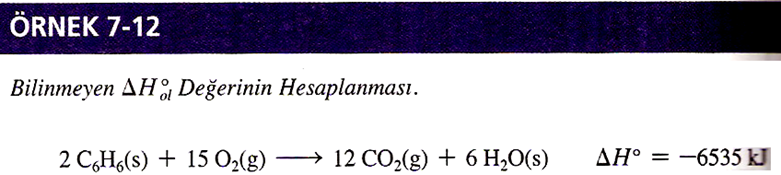 ÖRNEK 7-12
Bilinmeyen ΔH°ol Değerinin Hesaplanması.
2 C₆H₆(s) + 15 O₂(g) ⟶ 12 CO₂(g) + 6 H₂O(s) ΔH° = −6535 kJ